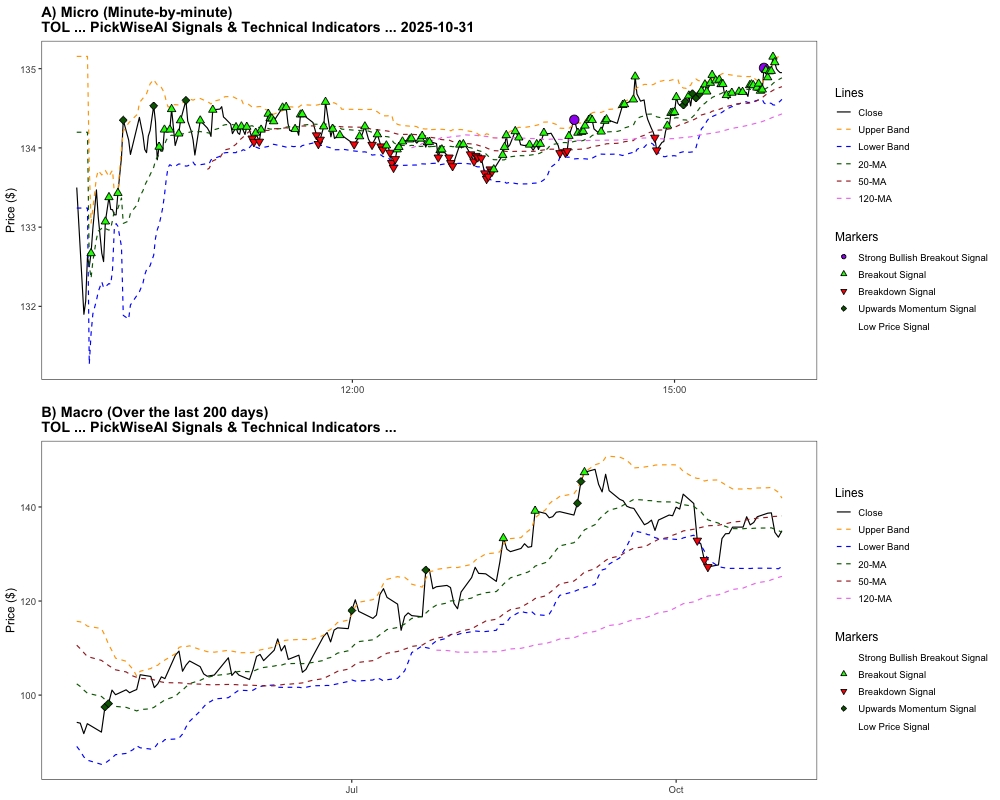 A) Micro (Minute-by-minute)
TOL ... PickWiseAI Signals & Technical Indicators ... 2025-10-31
Price ($)
135
134
133
132
12:00
15:00
Lines
Close
Upper Band
Lower Band
20-MA
50-MA
120-MA
Markers
Strong Bullish Breakout Signal
Breakout Signal
Breakdown Signal
Upwards Momentum Signal
Low Price Signal
B) Macro (Over the last 200 days)
TOL ... PickWiseAI Signals & Technical Indicators ...
Price ($)
140
120
100
Jul
Oct
Lines
Close
Upper Band
Lower Band
20-MA
50-MA
120-MA
Markers
Strong Bullish Breakout Signal
Breakout Signal
Breakdown Signal
Upwards Momentum Signal
Low Price Signal